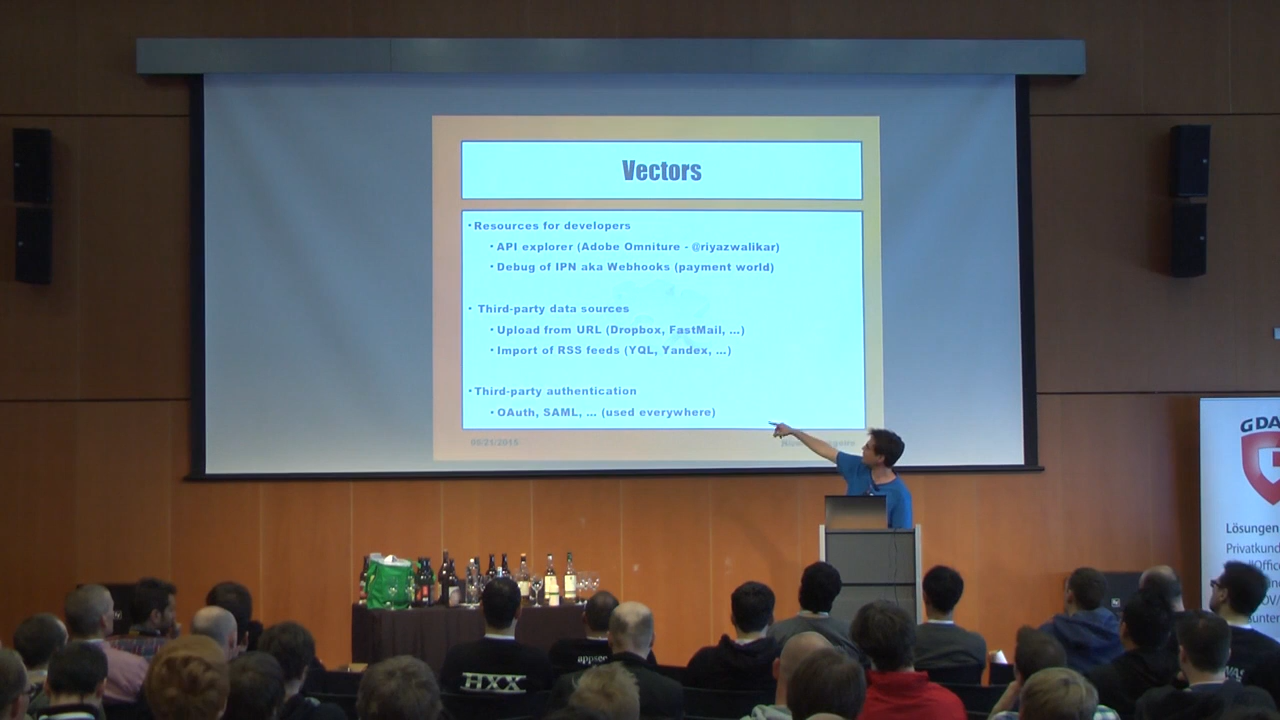 Vectors
• Resources for developers
• API explorer (Adobe Omniture - @riyazwalikar)
• Debug of IPN aka Webhooks (payment world)
• Third-party data sources
• Upload from URL (Dropbox, FastMail, ...)
• Import of RSS feeds (YQL, Yandex, ...)
• Third-party authentication
• OAuth, SAML, ... (used everywhere)
GDA
Lösungen
Privatkund
HXX
appsec